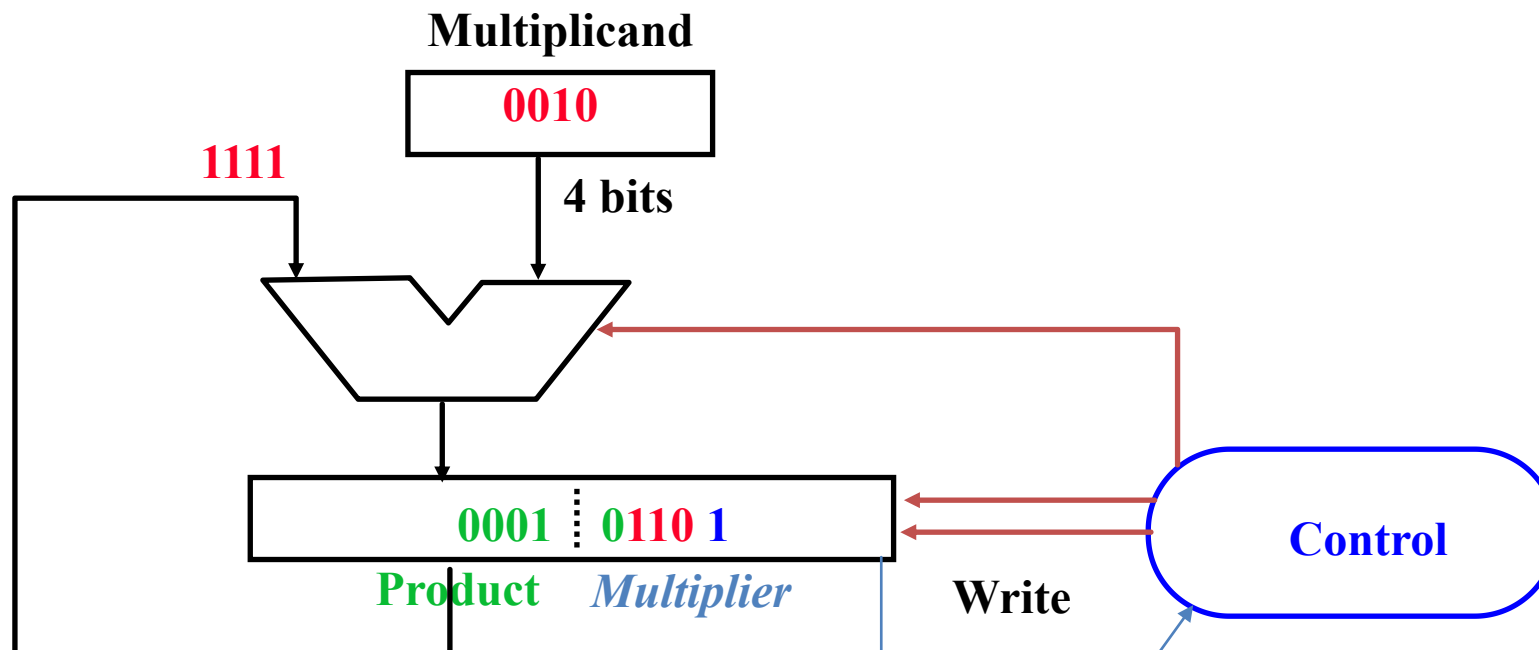 Multiplicand
0010
1111
4 bits
0001 0110 1
Control
Product Multiplier
Write